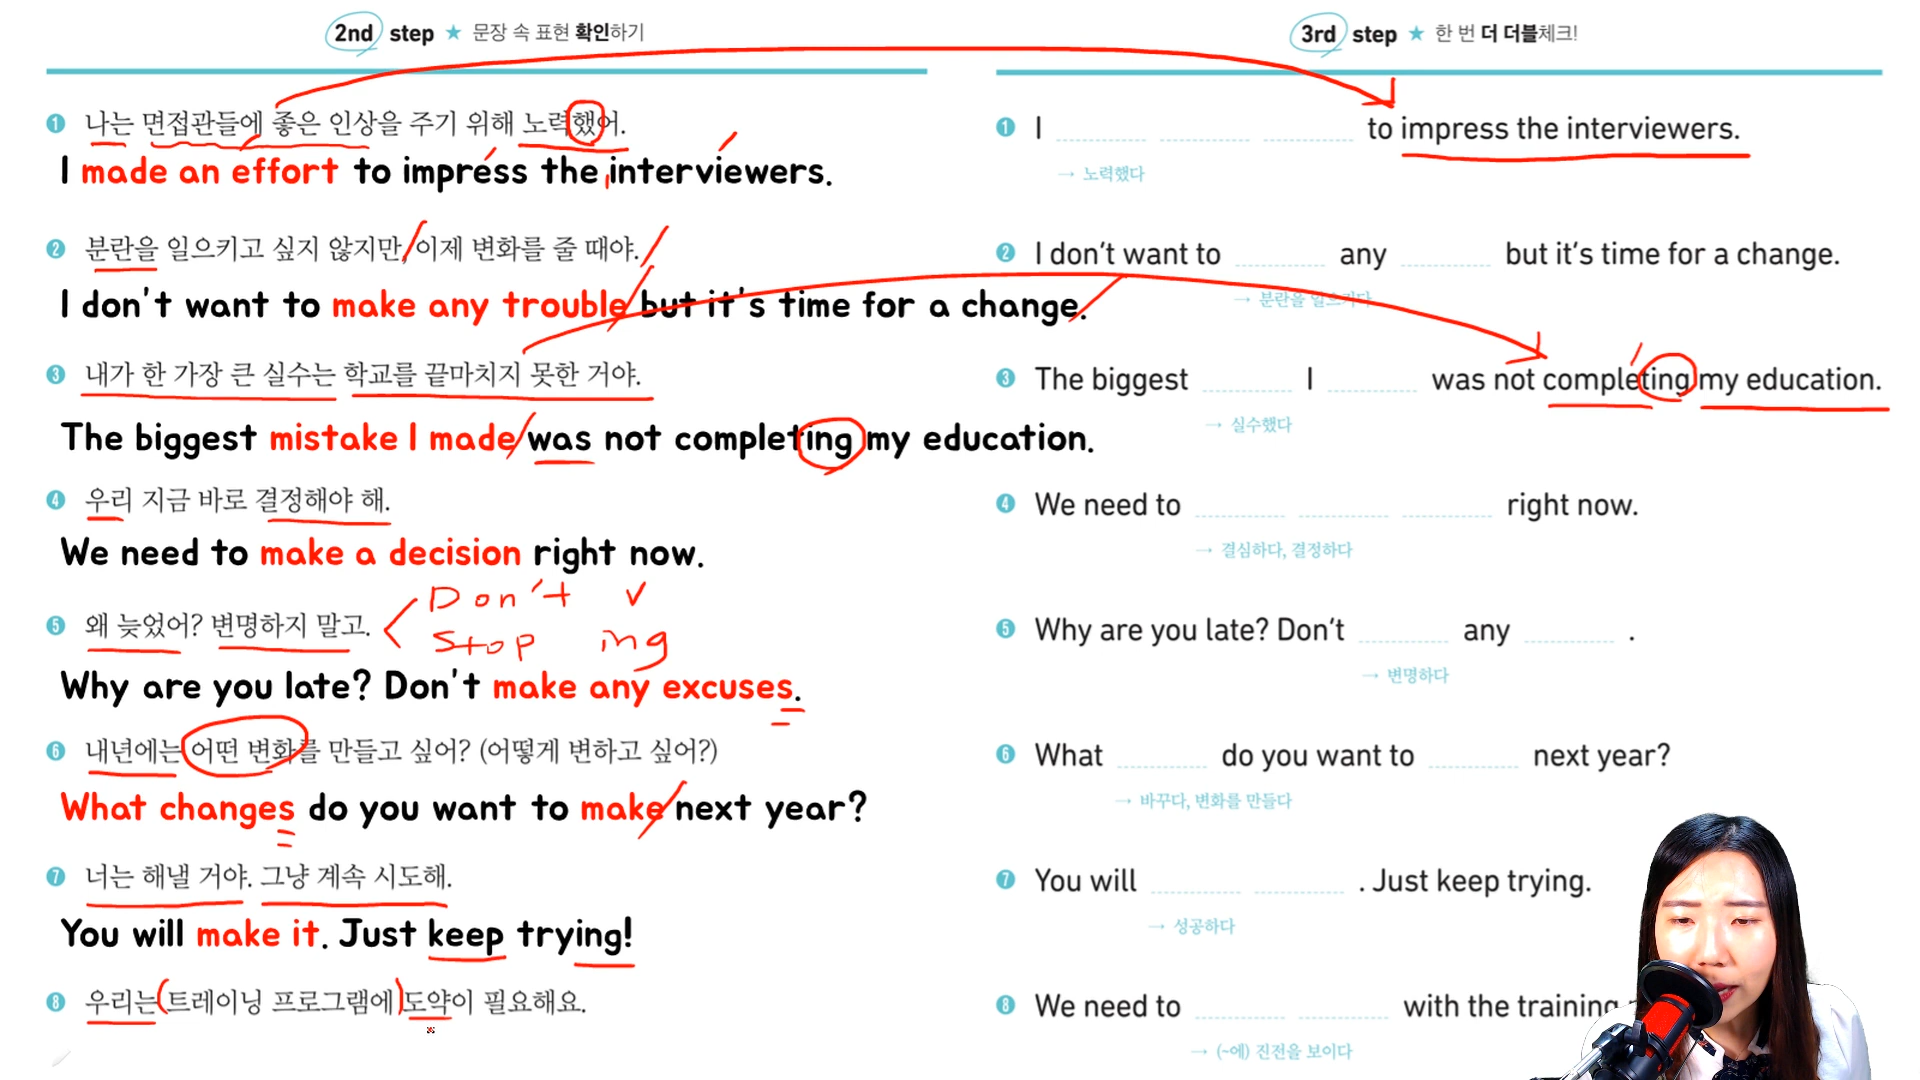 2nd step ★ 문장 속 표현 확인하기
1 나는 면접관들에 좋은 인상을 주기 위해 노력했어.
I made an effort to impress the interviewers.
2 분란을 일으키고 싶지 않지만, 이제 변화를 줄 때야.
I don't want to make any trouble but it's time for a change.
3 내가 한 가장 큰 실수는 학교를 끝마치지 못한 거야.
The biggest mistake I made was not completing my education.
4 우리 지금 바로 결정해야 해.
We need to make a decision right now.
5 왜 늦었어? 변명하지 말고.
Don't v
Stop ing
Why are you late? Don't make any excuses.
6 내년에는 어떤 변화를 만들고 싶어? (어떻게 변하고 싶어?)
What changes do you want to make next year?
7 너는 해낼 거야. 그냥 계속 시도해.
You will make it. Just keep trying!
8 우리는 (트레이닝 프로그램에) 도약이 필요해요.
3rd step ★ 한 번 더 더블체크!
1 I to impress the interviewers.
→ 노력했다
2 I don't want to any but it's time for a change.
→ 분란을 일으키다
3 The biggest I was not completing my education.
→ 실수했다
4 We need to right now.
→ 결심하다, 결정하다
5 Why are you late? Don't any .
→ 변명하다
6 What do you want to next year?
→ 바꾸다, 변화를 만들다
7 You will . Just keep trying.
→ 성공하다
8 We need to with the training
→ (~에) 진전을 보이다